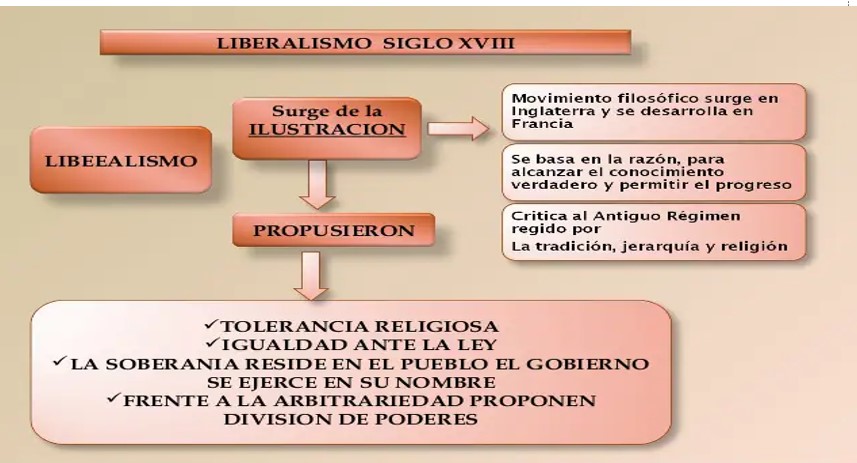 LIBERALISMO SIGLO XVIII
LIBEEALISMO
Surge de la
ILUSTRACION
Movimiento filosófico surge en
Inglaterra y se desarrolla en
Francia
Se basa en la razón, para
alcanzar el conocimiento
verdadero y permitir el progreso
Critica al Antiguo Régimen
regido por
La tradición, jerarquía y religión
PROPUSIERON
✓TOLERANCIA RELIGIOSA
✓IGUALDAD ANTE LA LEY
✓LA SOBERANIA RESIDE EN EL PUEBLO EL GOBIERNO
SE EJERCE EN SU NOMBRE
✓FRENTE A LA ARBITRARIEDAD PROPONEN
DIVISION DE PODERES